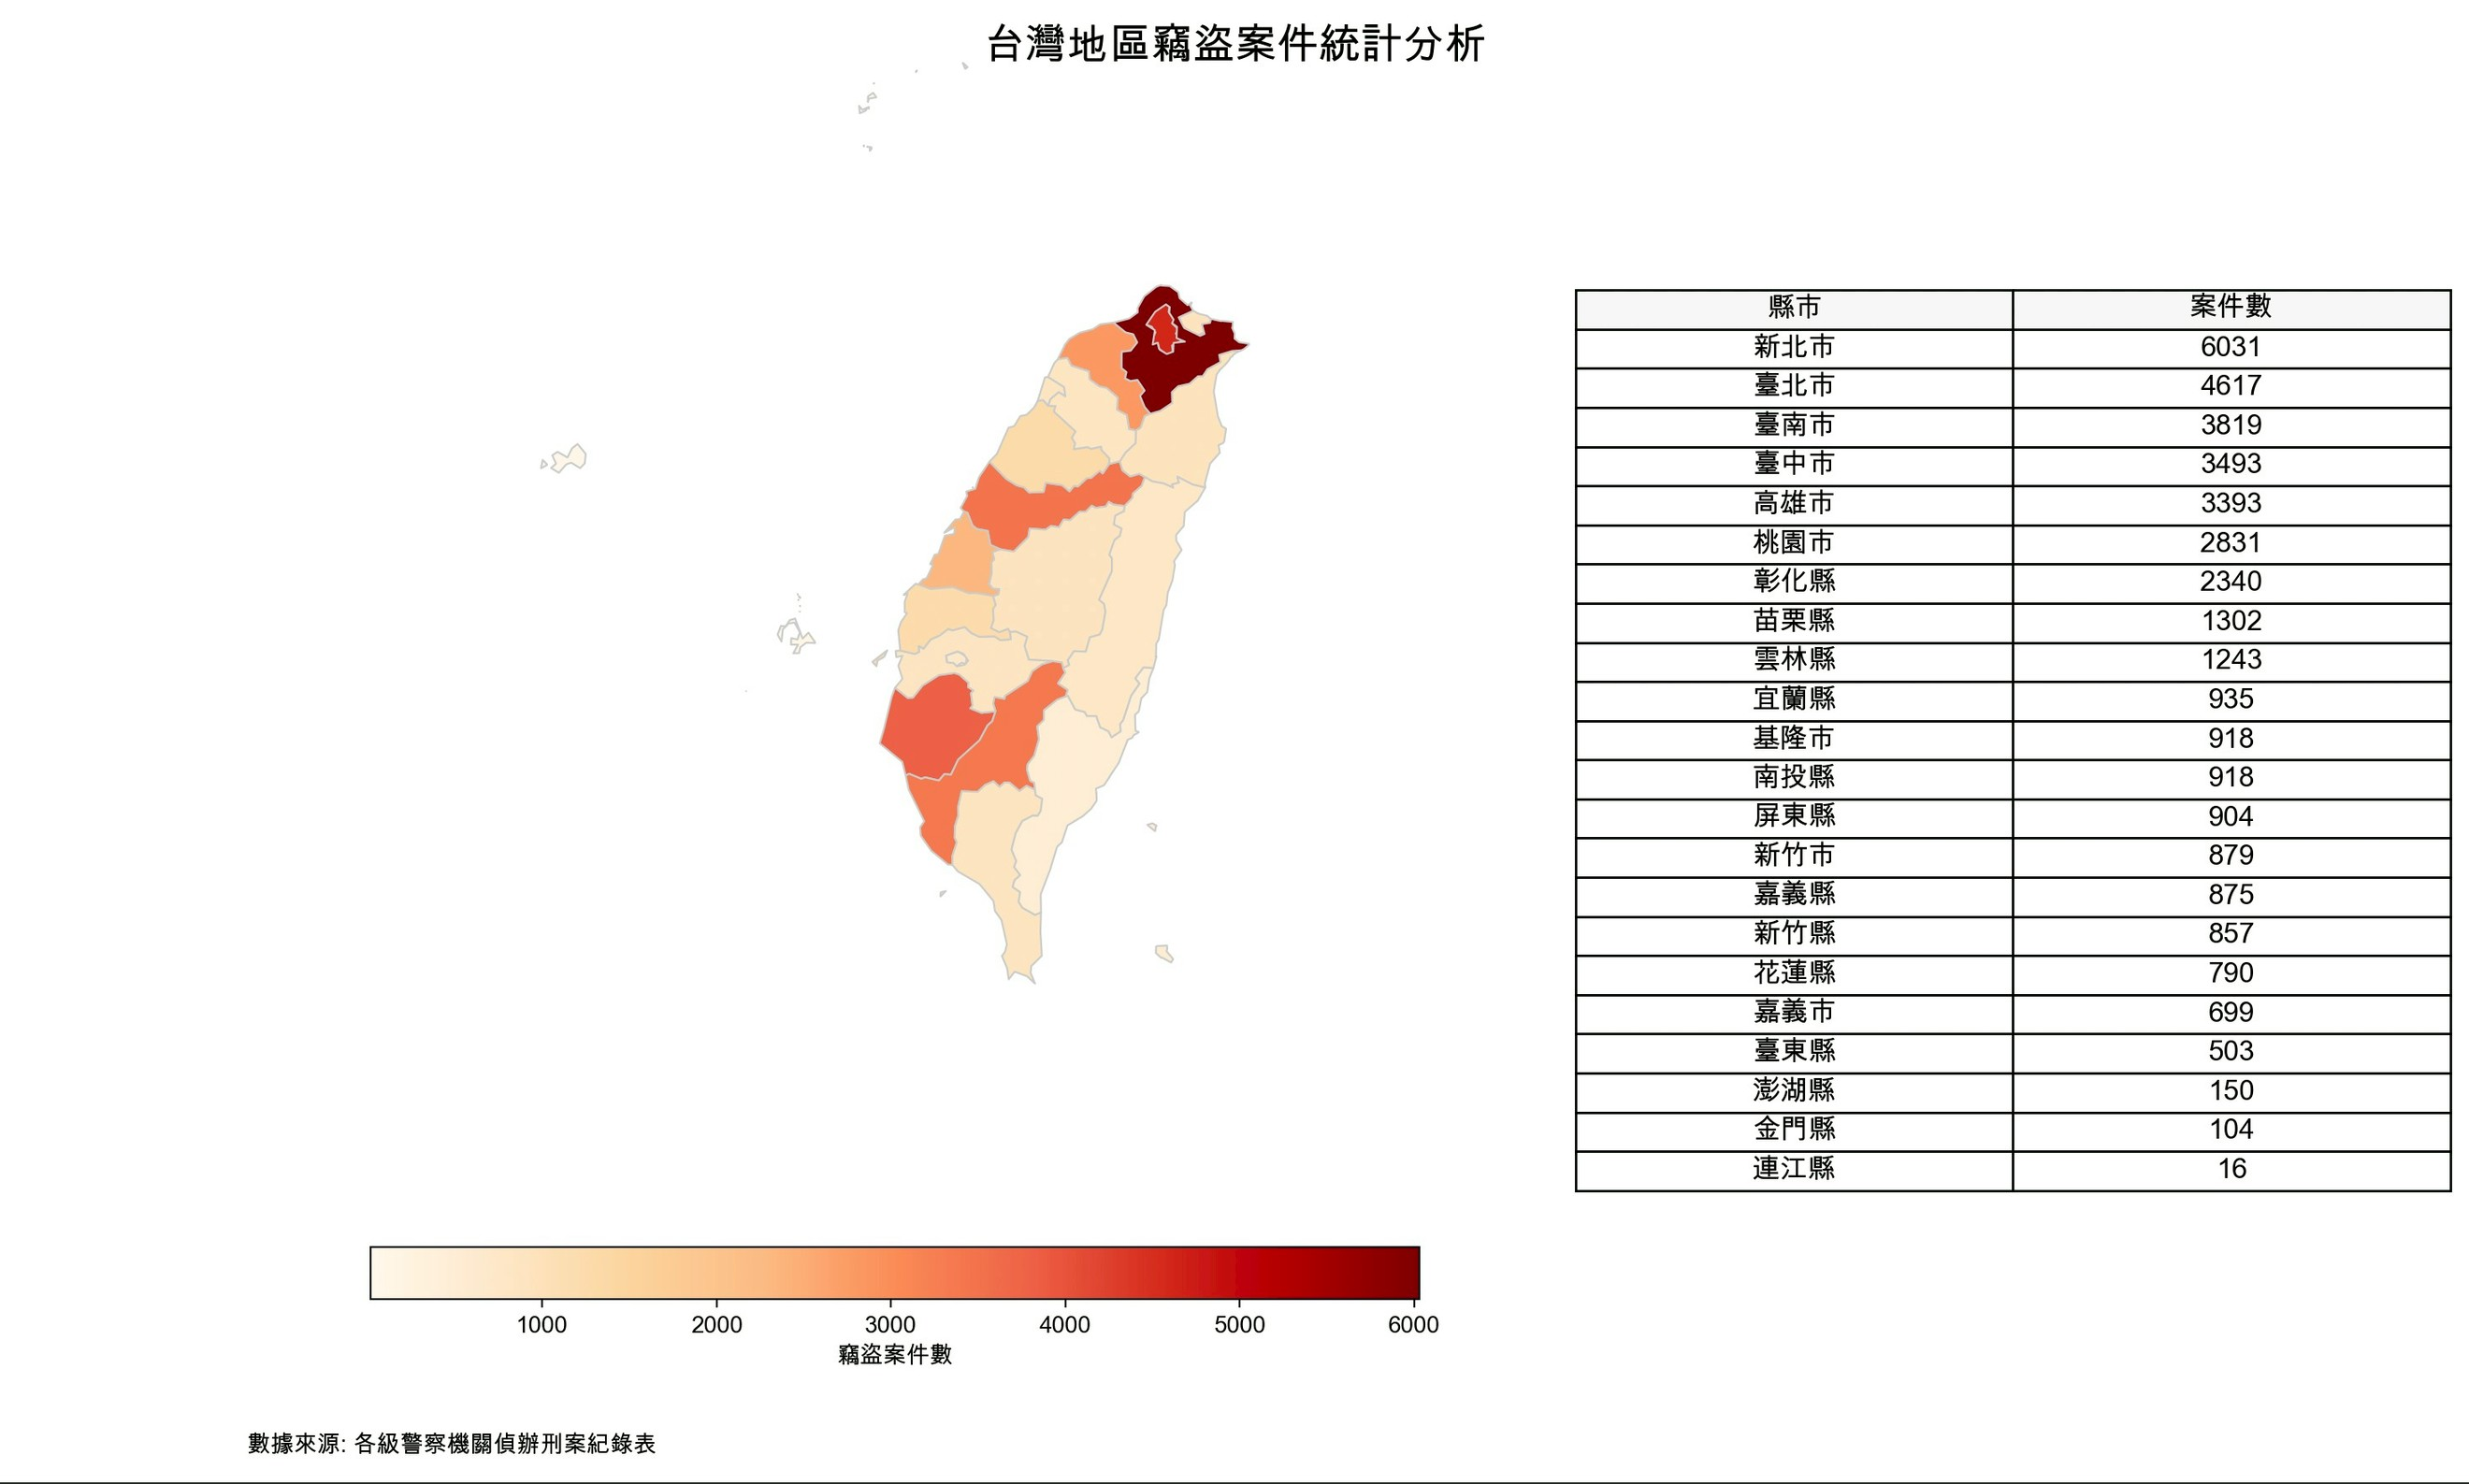 台灣地區竊盜案件統計分析
縣市 案件數
新北市 6031
臺北市 4617
臺南市 3819
臺中市 3493
高雄市 3393
桃園市 2831
彰化縣 2340
苗栗縣 1302
雲林縣 1243
宜蘭縣 935
基隆市 918
南投縣 918
屏東縣 904
新竹市 879
嘉義縣 875
新竹縣 857
花蓮縣 790
嘉義市 699
臺東縣 503
澎湖縣 150
金門縣 104
連江縣 16
1000 2000 3000 4000 5000 6000
竊盜案件數
數據來源: 各級警察機關偵辦刑案紀錄表